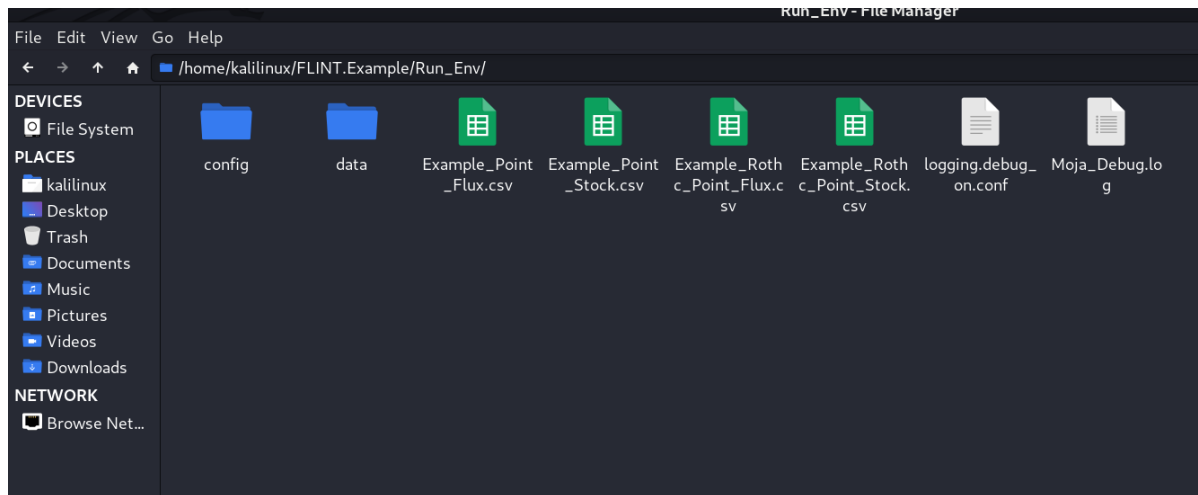 Run_Env - File Manager
File Edit View Go Help
/home/kalilinux/FLINT.Example/Run_Env/
DEVICES
File System
PLACES
kalilinux
Desktop
Trash
Documents
Music
Pictures
Videos
Downloads
NETWORK
Browse Net...
config
data
Example_Point
_Flux.csv
Example_Point
_Stock.csv
Example_Roth
c_Point_Flux.c
sv
Example_Roth
c_Point_Stock.
csv
logging.debug_
on.conf
Moja_Debug.lo
g